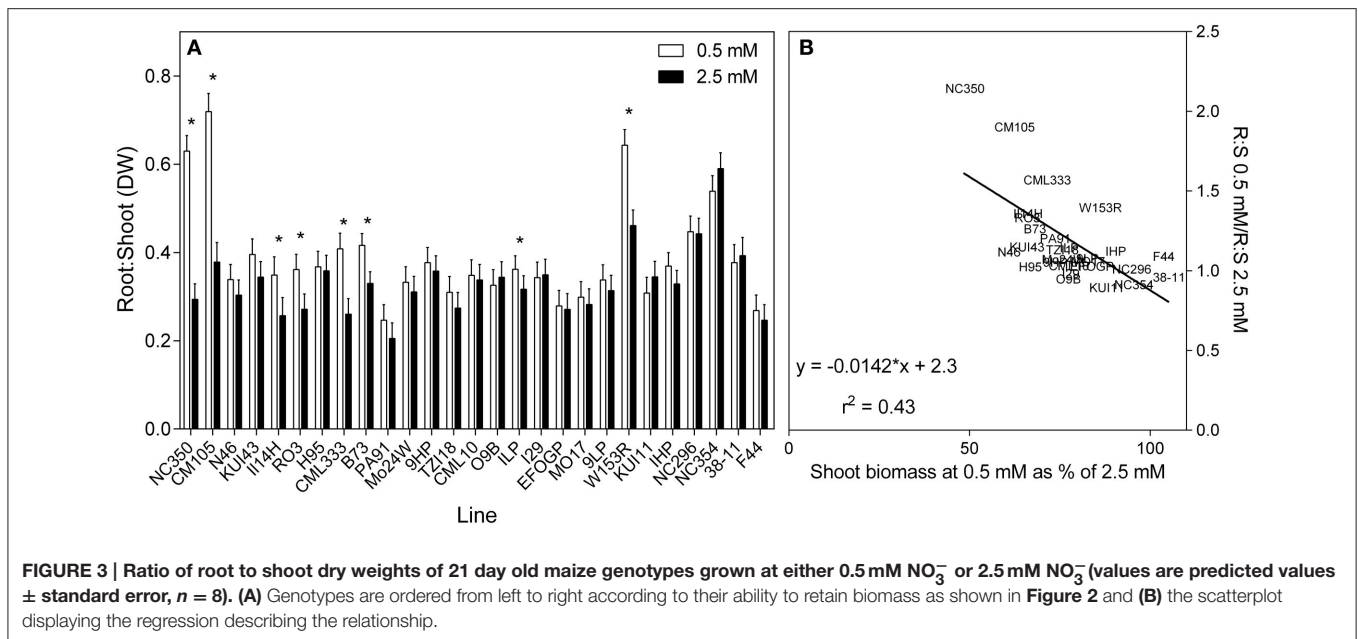 A
0.5 mM
2.5 mM
0.8
0.6
0.4
0.2
0.0
Root:Shoot (DW)
* * * * * * * * *
NC350 CM105 N46 KUI43 Il14H RO3 H95 CML333 B73 PA91 Mo24W 9HP TZI18 CML10 O9B ILP I29 EFOGP MO17 9LP W153R KUI11 IHP NC296 NC354 38-11 F44
Line
B
NC350
CM105
CML333
W153R
B73
PA91
KUI43
N46
H95
O9B
IHP
F44
NC296
38-11
KUI11
NC354
y = -0.0142*x + 2.3
r² = 0.43
2.5
2.0
1.5
1.0
0.5
0.0
R:S 0.5 mM/R:S 2.5 mM
0 50 100
Shoot biomass at 0.5 mM as % of 2.5 mM
FIGURE 3 | Ratio of root to shoot dry weights of 21 day old maize genotypes grown at either 0.5 mM NO₃⁻ or 2.5 mM NO₃⁻ (values are predicted values
± standard error, n = 8). (A) Genotypes are ordered from left to right according to their ability to retain biomass as shown in Figure 2 and (B) the scatterplot
displaying the regression describing the relationship.